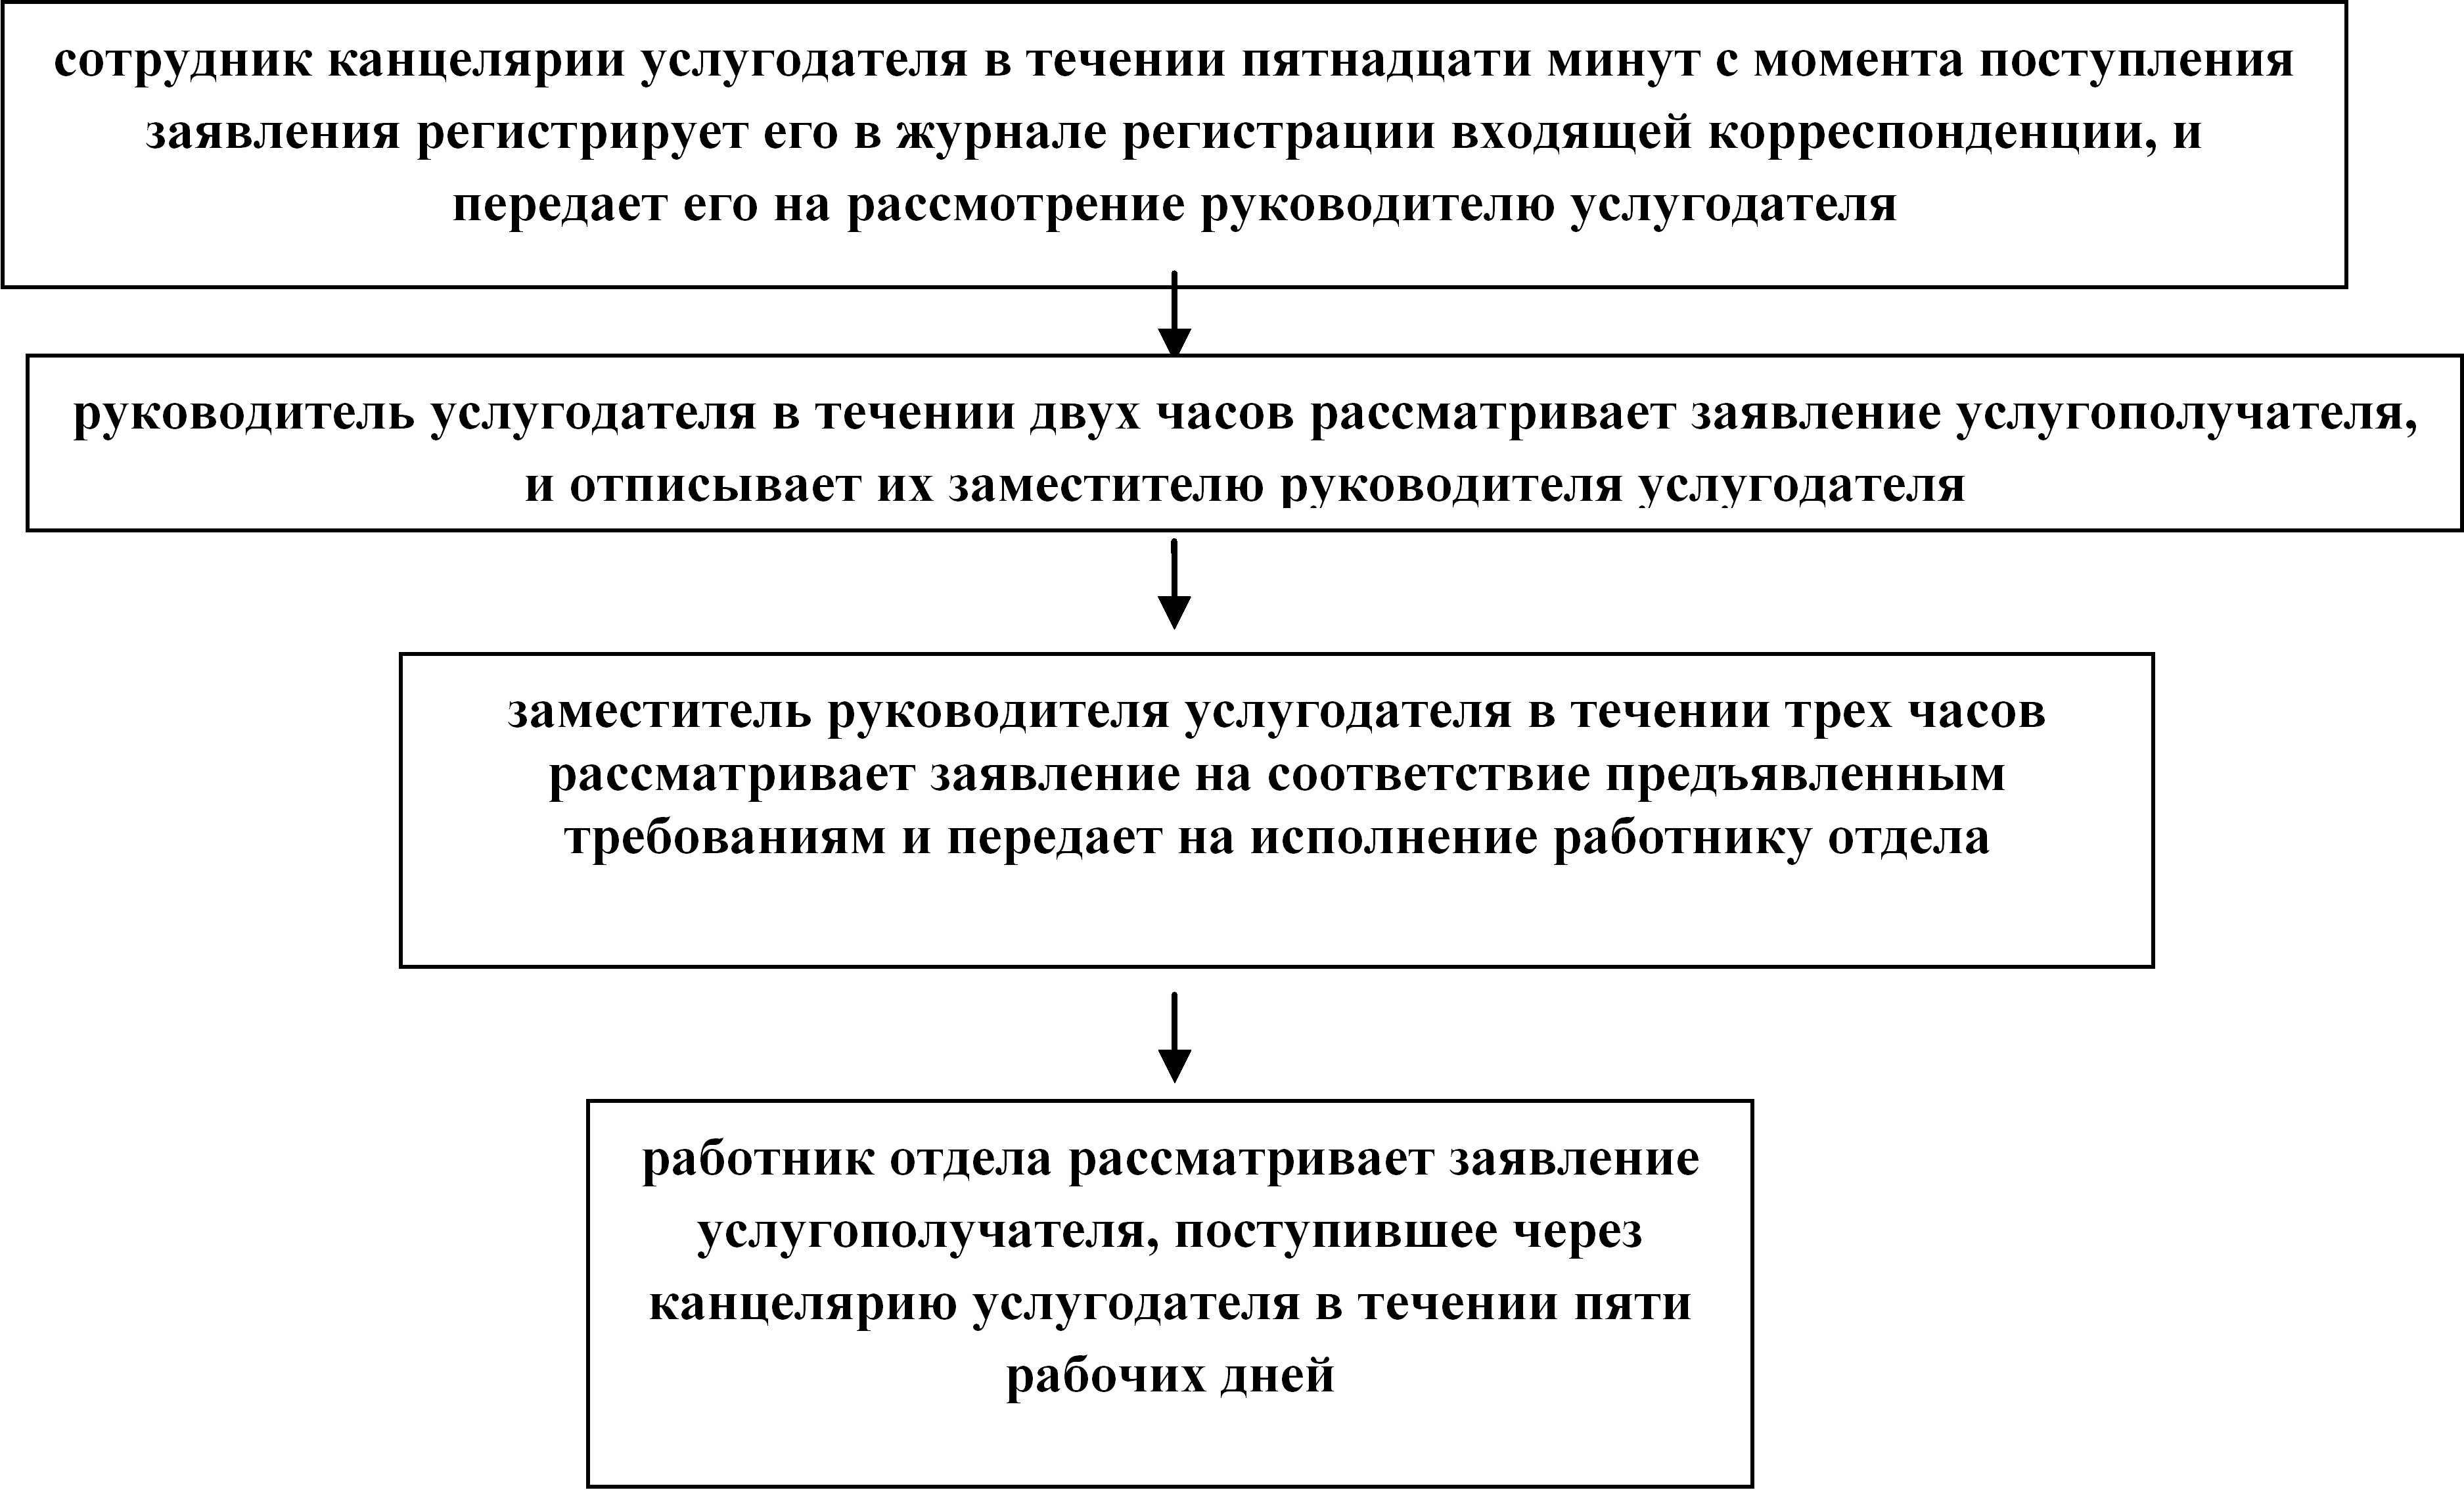 сотрудник канцелярии услугодателя в течении пятнадцати минут с момента поступления
заявления регистрирует его в журнале регистрации входящей корреспонденции, и
передает его на рассмотрение руководителю услугодателя
руководитель услугодателя в течении двух часов рассматривает заявление услугополучателя,
и отписывает их заместителю руководителя услугодателя
заместитель руководителя услугодателя в течении трех часов
рассматривает заявление на соответствие предъявленным
требованиям и передает на исполнение работнику отдела
работник отдела рассматривает заявление
услугополучателя, поступившее через
канцелярию услугодателя в течении пяти
рабочих дней